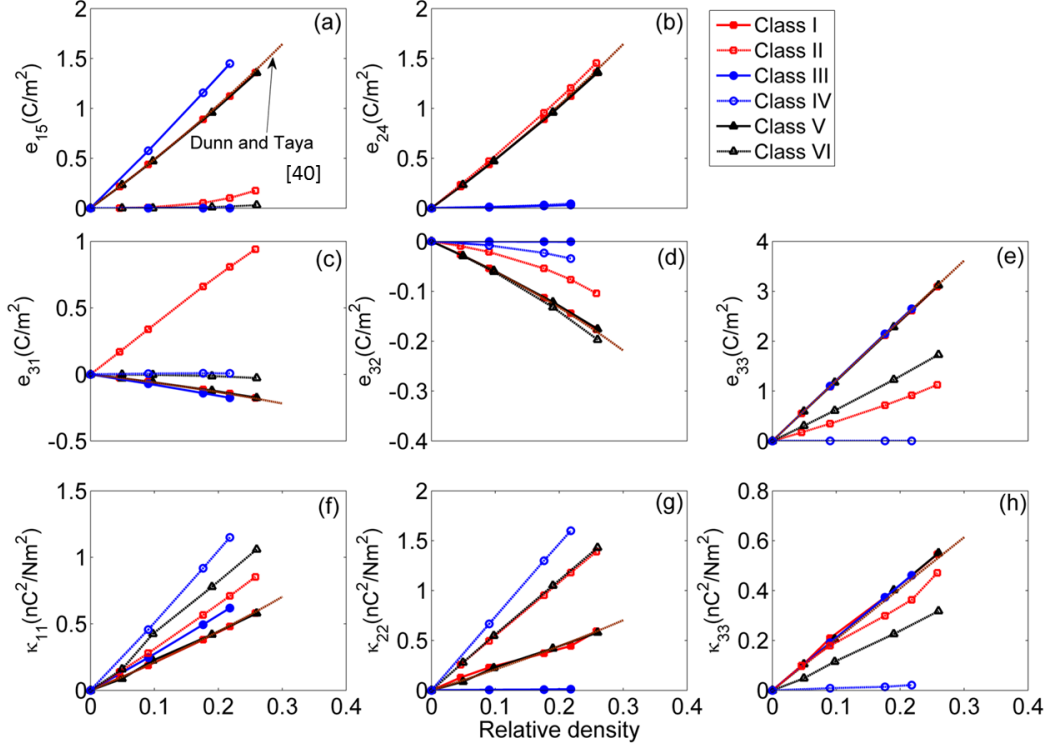 2
1.5
1
0.5
0
e15(C/m2)
(a)
Dunn and Taya
[40]
2
1.5
1
0.5
0
e24(C/m2)
(b)
Class I
Class II
Class III
Class IV
Class V
Class VI
1
0.5
0
-0.5
e31(C/m2)
(c)
0
-0.1
-0.2
-0.3
-0.4
e32(C/m2)
(d)
4
3
2
1
0
e33(C/m2)
(e)
1.5
1
0.5
0
κ11(nC2/Nm2)
(f)
0 0.1 0.2 0.3 0.4
2
1.5
1
0.5
0
κ22(nC2/Nm2)
(g)
0 0.1 0.2 0.3 0.4
Relative density
0.8
0.6
0.4
0.2
0
κ33(nC2/Nm2)
(h)
0 0.1 0.2 0.3 0.4